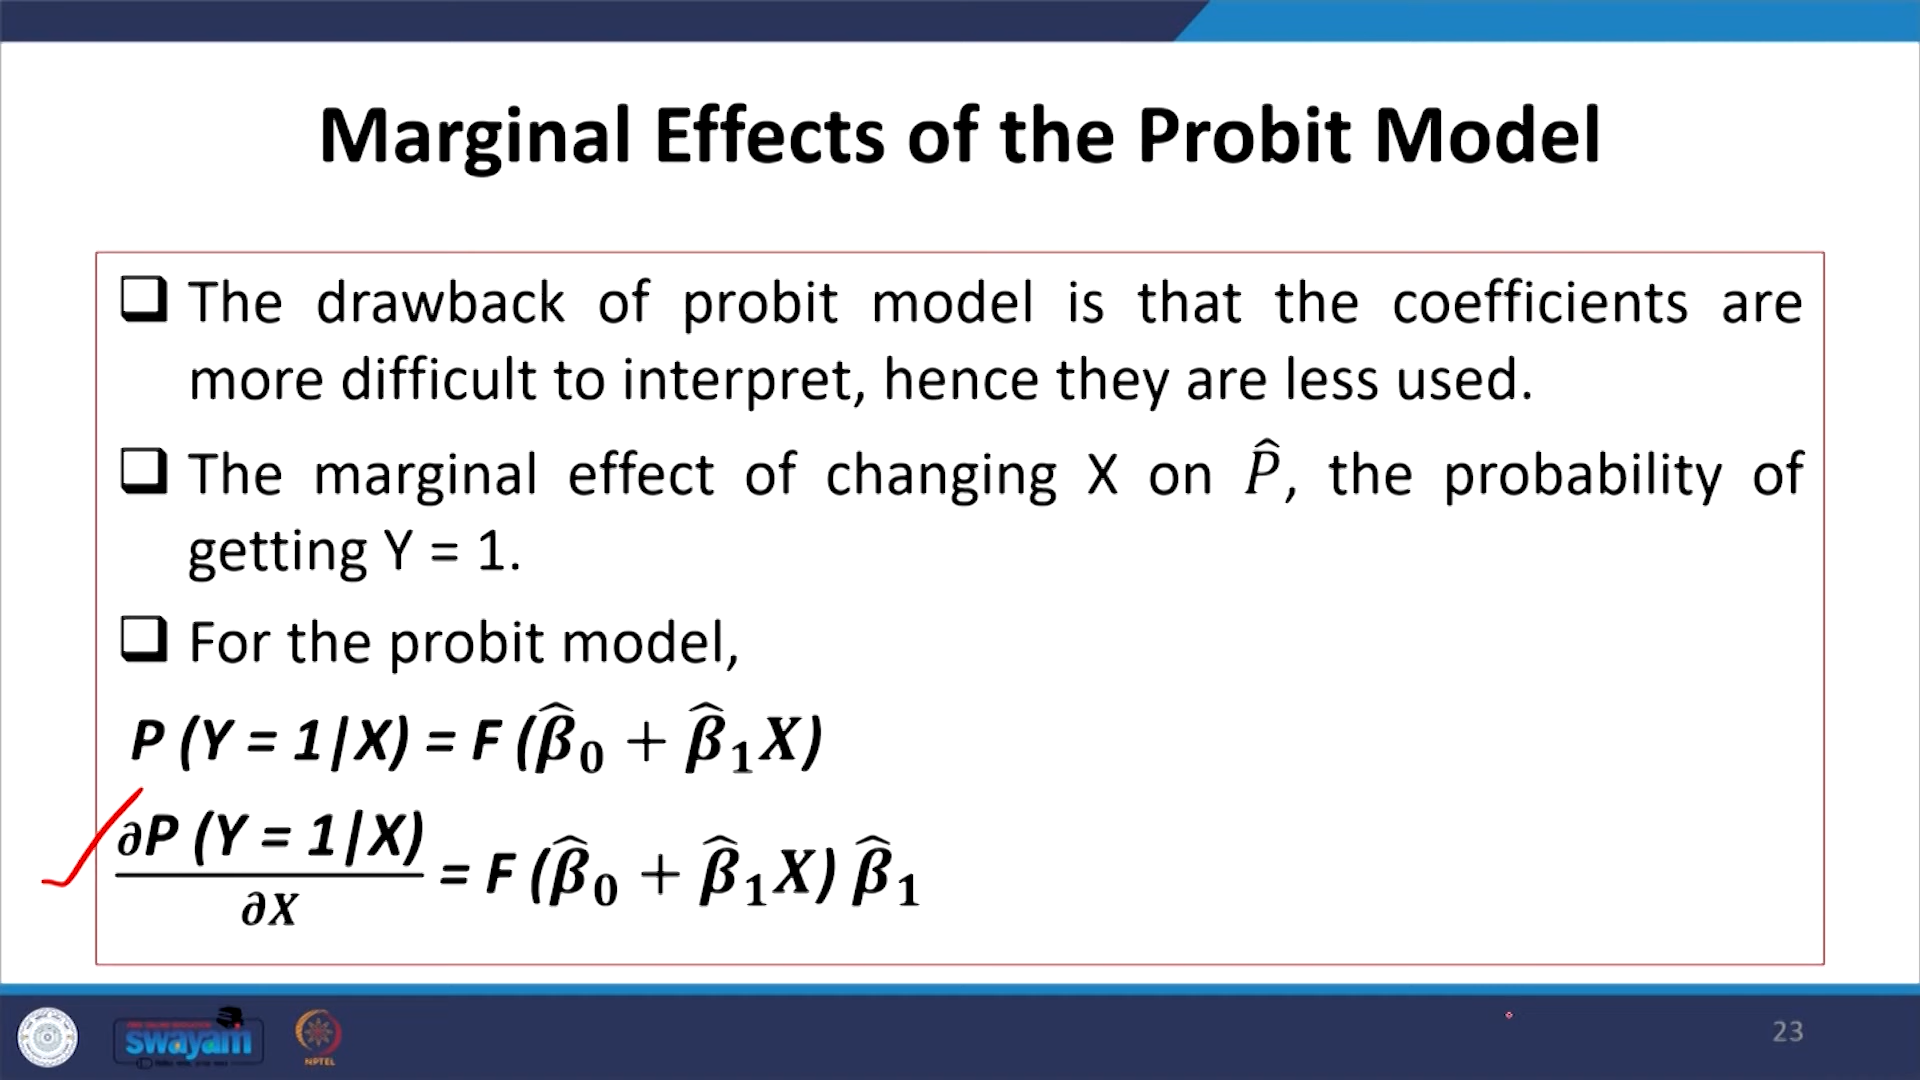 Marginal Effects of the Probit Model
❑ The drawback of probit model is that the coefficients are
more difficult to interpret, hence they are less used.
❑ The marginal effect of changing X on P̂, the probability of
getting Y = 1.
❑ For the probit model,
P (Y = 1|X) = F (β̂₀ + β̂₁X)
∂P (Y = 1|X) / ∂X = F (β̂₀ + β̂₁X) β̂₁
swayam
NPTEL
23